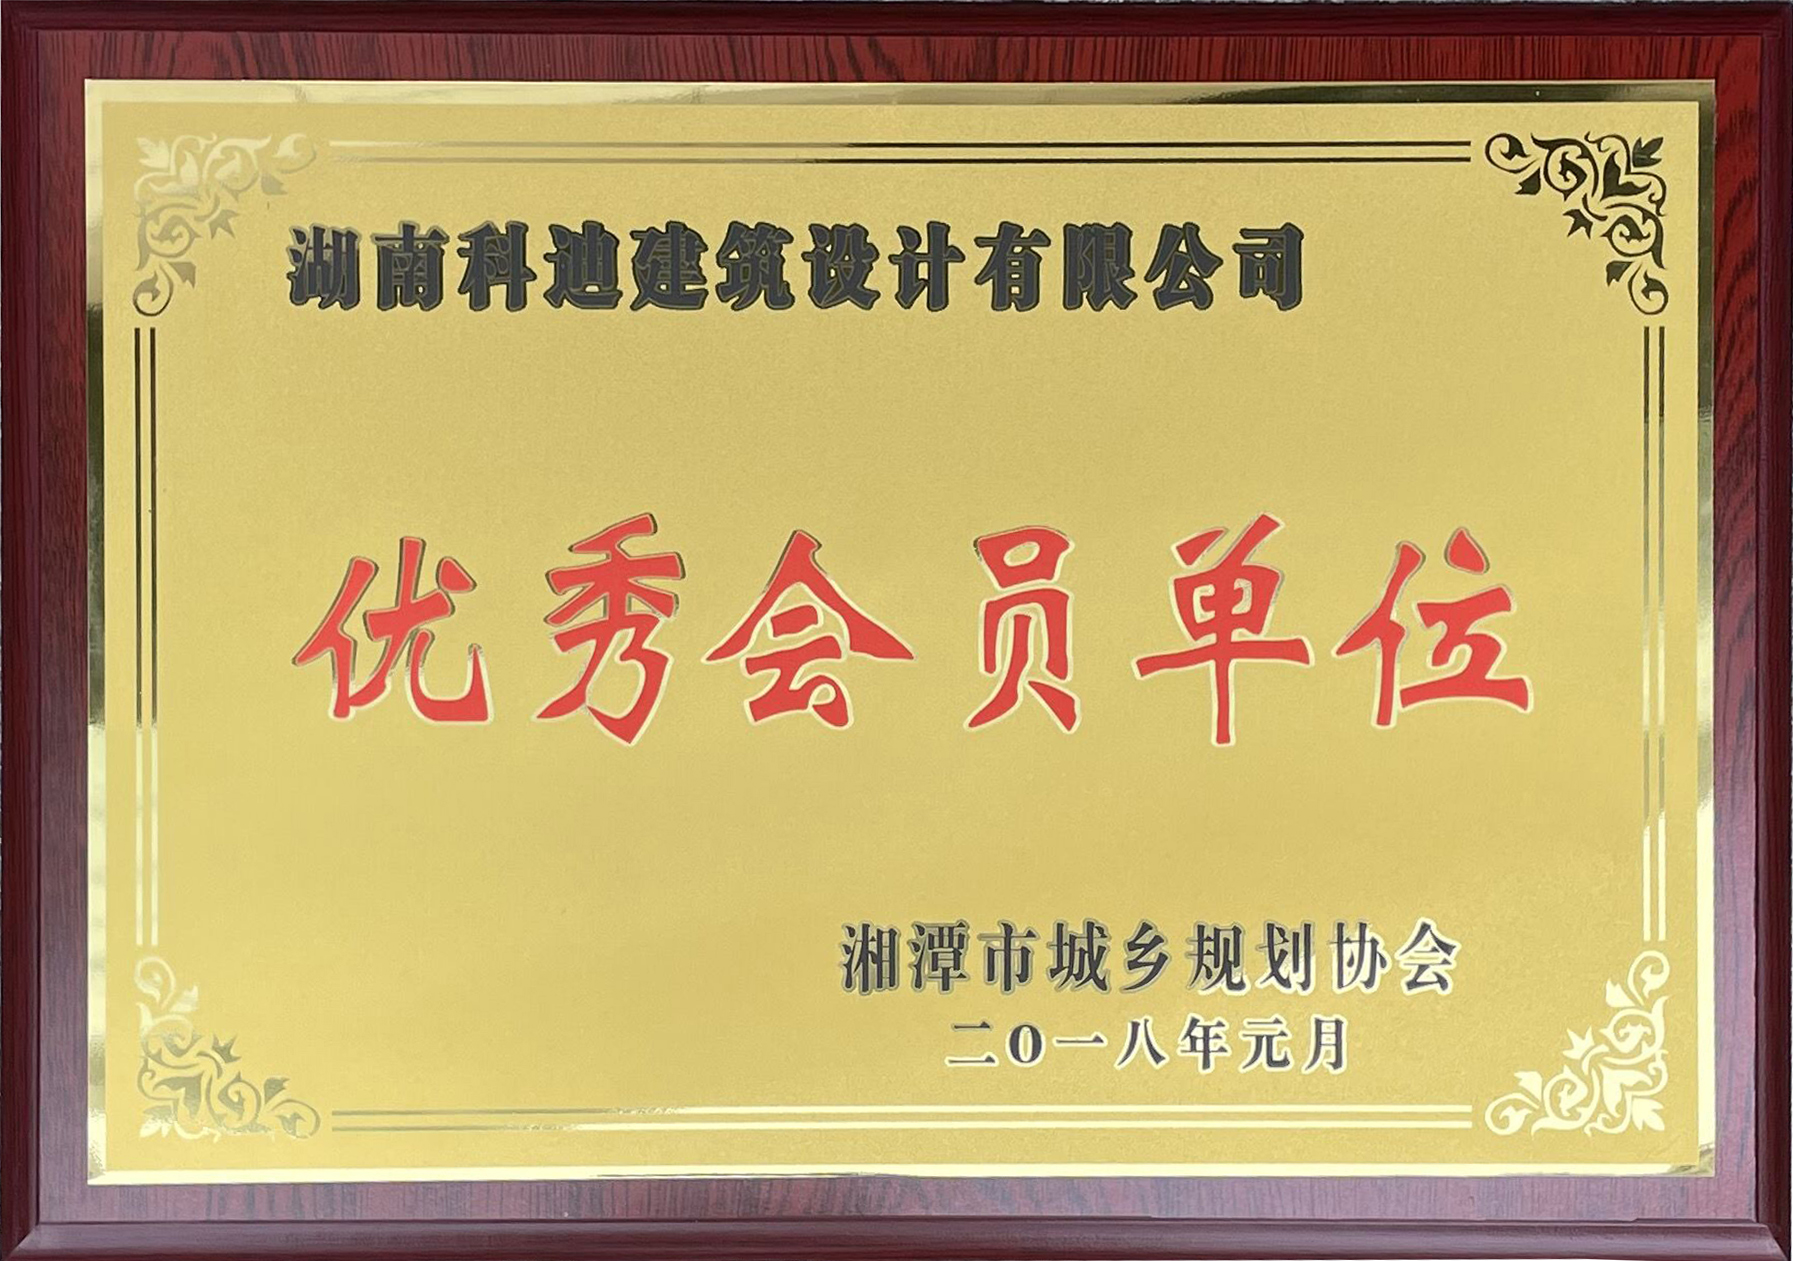 湖南科迪建筑设计有限公司
优秀会员单位
湘潭市城乡规划协会
二0一八年元月